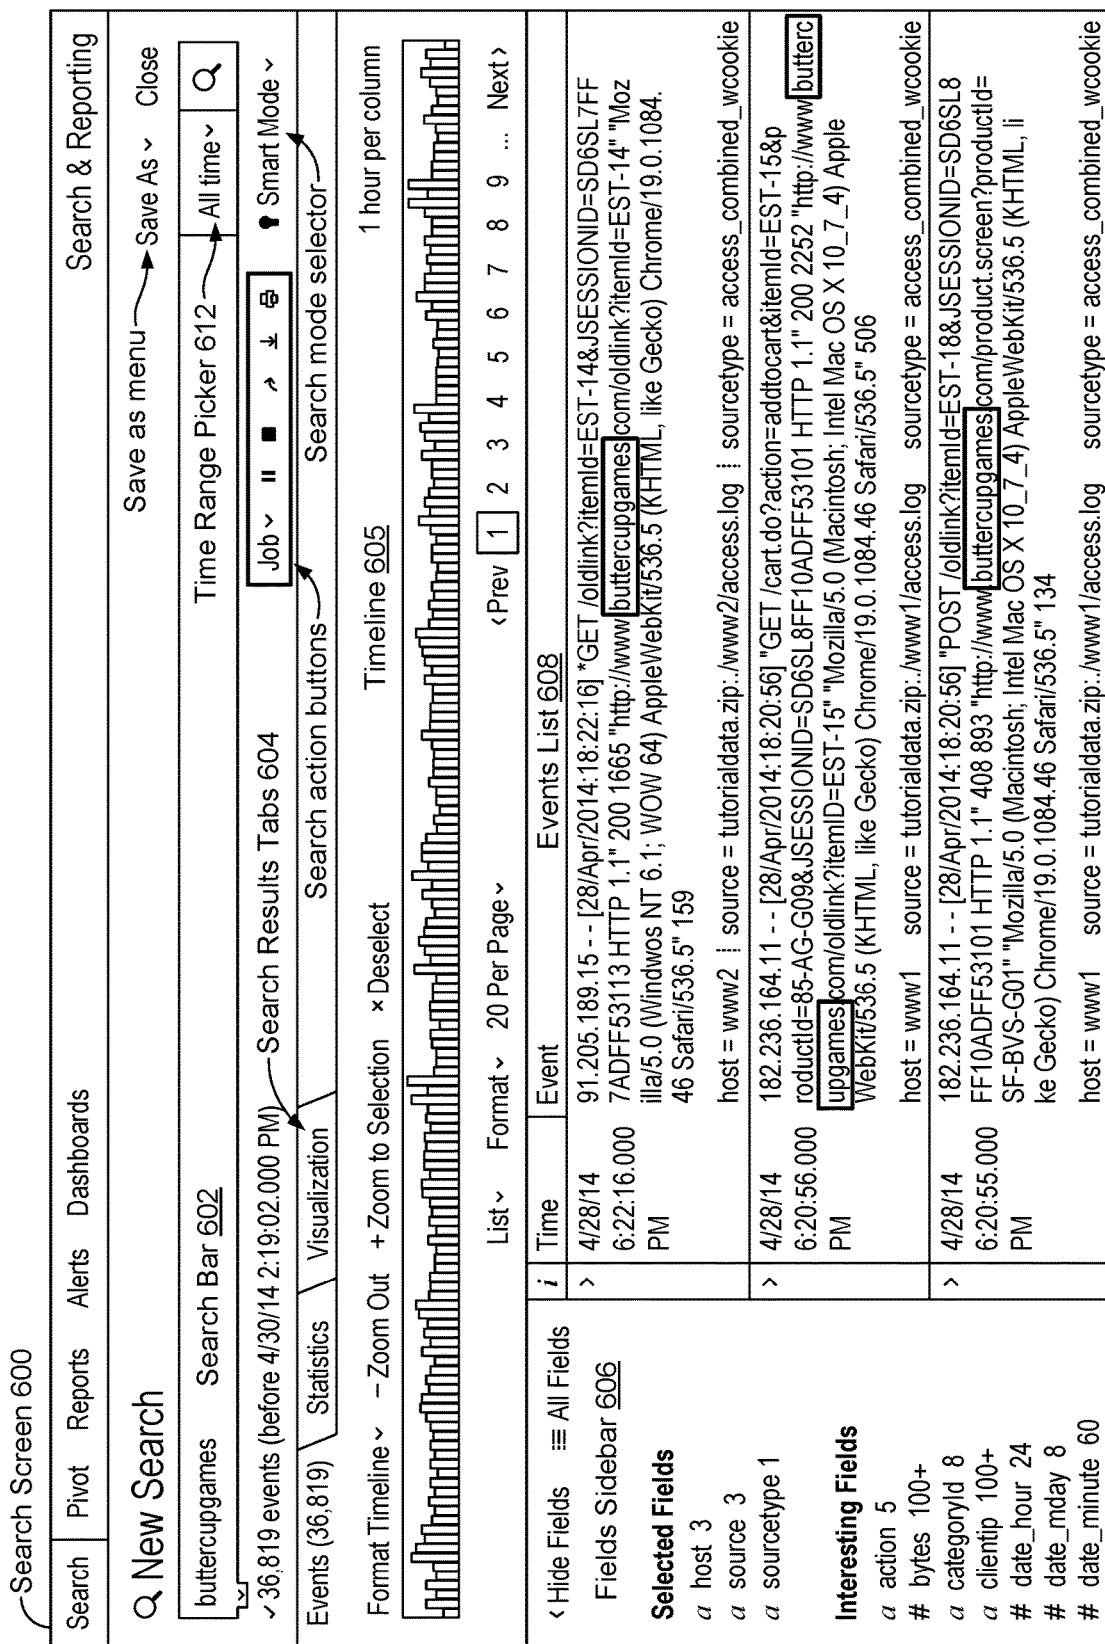 Search Screen 600
Search Pivot Reports Alerts Dashboards Search & Reporting
New Search
Save as menu Save As Close
buttercupgames Search Bar 602
Time Range Picker 612 All time
36,819 events (before 4/30/14 2:19:02.000 PM) Search Results Tabs 604
Job Smart Mode
Events (36,819) Statistics Visualization
Search action buttons Search mode selector
Format Timeline – Zoom Out + Zoom to Selection × Deselect Timeline 605 1 hour per column
List Format 20 Per Page <Prev 1 2 3 4 5 6 7 8 9 ... Next >
< Hide Fields All Fields
Fields Sidebar 606
Selected Fields
a host 3
a source 3
a sourcetype 1
Interesting Fields
a action 5
# bytes 100+
a categoryId 8
a clientip 100+
# date_hour 24
# date_mday 8
# date_minute 60
i Time Event Events List 608
> 4/28/14
6:22:16.000
PM
91.205.189.15 - - [28/Apr/2014:18:22:16] *GET /oldlink?itemId=EST-14&JSESSIONID=SD6SL7FF
7ADFF53113 HTTP 1.1" 200 1665 "http://www.buttercupgames.com/oldlink?itemId=EST-14" "Moz
illa/5.0 (Windwos NT 6.1; WOW 64) AppleWebKit/536.5 (KHTML, like Gecko) Chrome/19.0.1084.
46 Safari/536.5" 159
host = www2 source = tutorialdata.zip:./www2/access.log sourcetype = access_combined_wcookie
> 4/28/14
6:20:56.000
PM
182.236.164.11 - - [28/Apr/2014:18:20:56] "GET /cart.do?action=addtocart&itemId=EST-15&p
roductId=85-AG-G09&JSESSIONID=SD6SL8FF10ADFF53101 HTTP 1.1" 200 2252 "http://www.butterc
upgames.com/oldlink?itemID=EST-15" "Mozilla/5.0 (Macintosh; Intel Mac OS X 10_7_4) Apple
WebKit/536.5 (KHTML, like Gecko) Chrome/19.0.1084.46 Safari/536.5" 506
host = www1 source = tutorialdata.zip:./www1/access.log sourcetype = access_combined_wcookie
> 4/28/14
6:20:55.000
PM
182.236.164.11 - - [28/Apr/2014:18:20:56] "POST /oldlink?itemId=EST-18&JSESSIONID=SD6SL8
FF10ADFF53101 HTTP 1.1" 408 893 "http://www.buttercupgames.com/product.screen?productId=
SF-BVS-G01" "Mozilla/5.0 (Macintosh; Intel Mac OS X 10_7_4) AppleWebKit/536.5 (KHTML, li
ke Gecko) Chrome/19.0.1084.46 Safari/536.5" 134
host = www1 source = tutorialdata.zip:./www1/access.log sourcetype = access_combined_wcookie